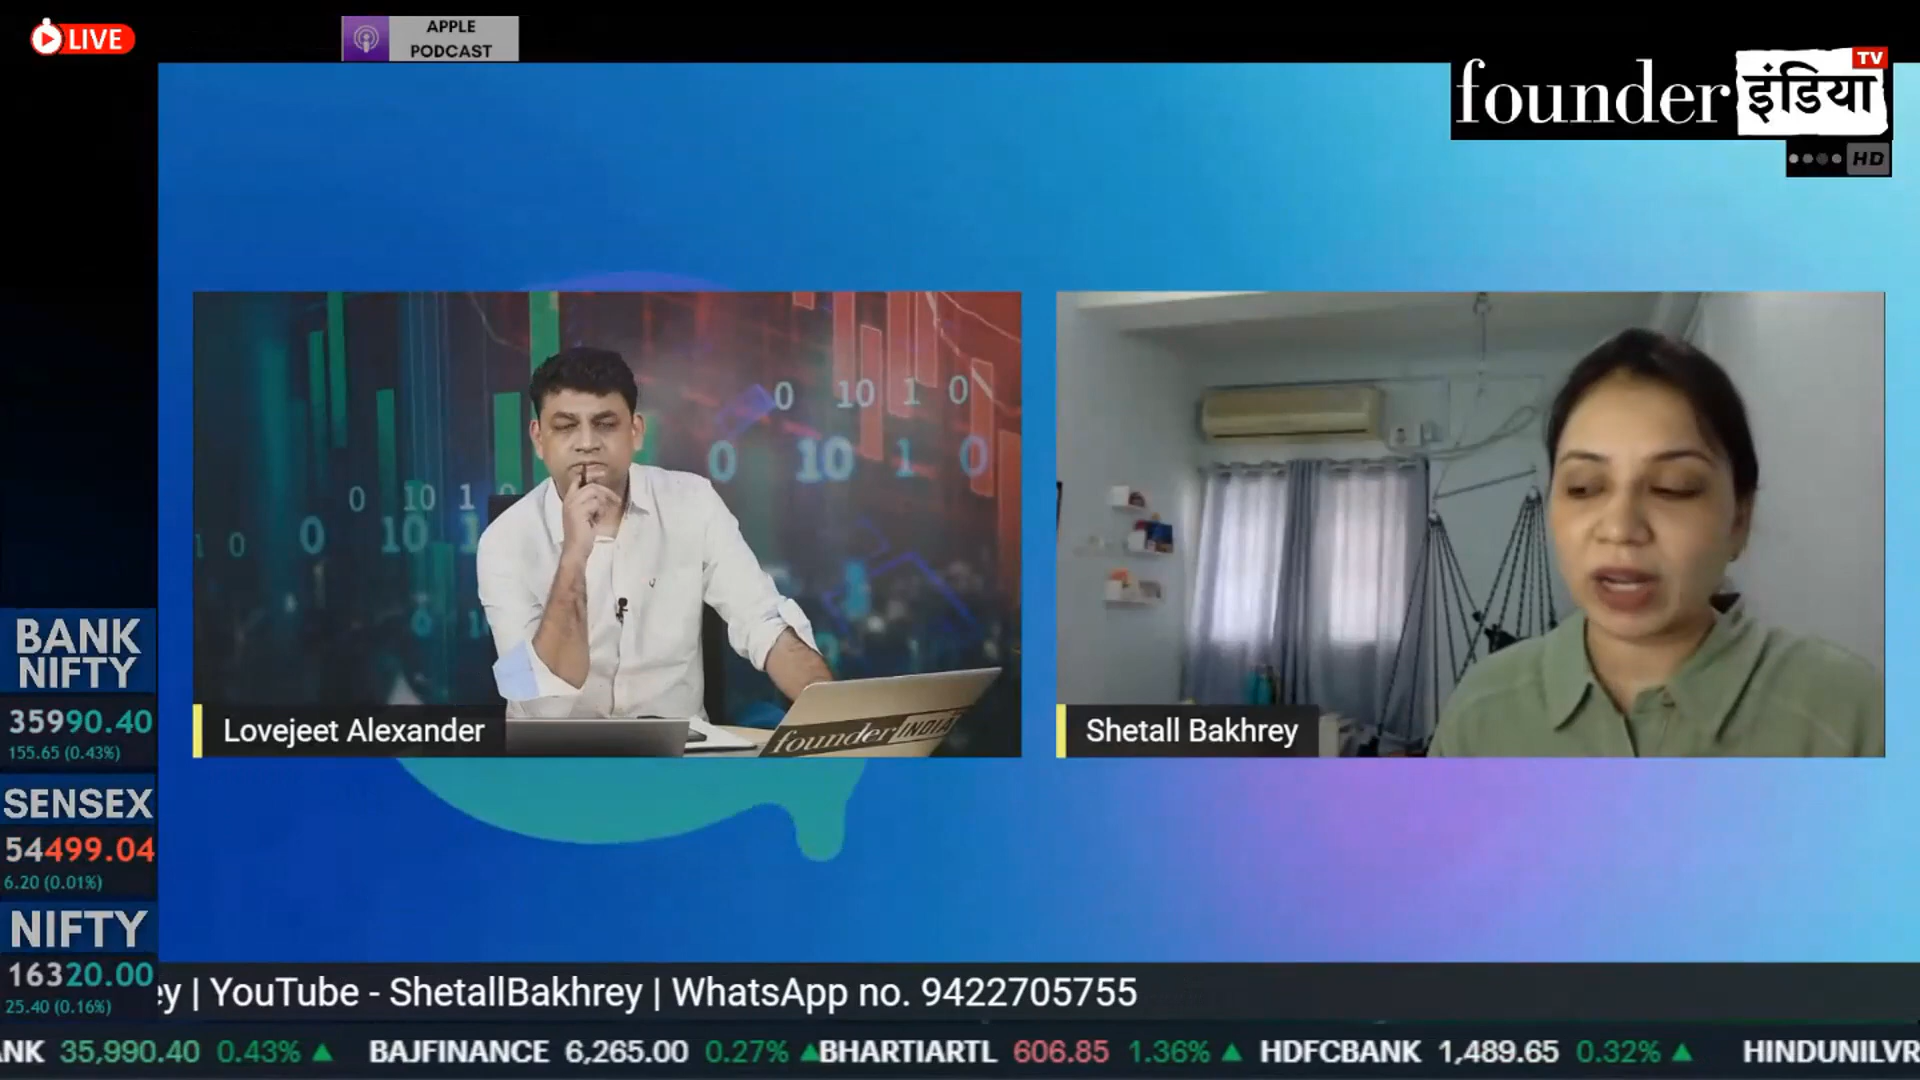 LIVE
APPLE
PODCAST
founder इंडिया TV
HD
0 10 1 0
0 10 1 0
0 10 1
0 10 1
founder INDIA
Lovejeet Alexander
Shetall Bakhrey
BANK
NIFTY
35990.40
155.65 (0.43%)
SENSEX
54499.04
6.20 (0.01%)
NIFTY
16320.00
25.40 (0.16%)
ey | YouTube - ShetallBakhrey | WhatsApp no. 9422705755
ANK 35,990.40 0.43% ▲ BAJFINANCE 6,265.00 0.27% ▲ BHARTIARTL 606.85 1.36% ▲ HDFCBANK 1,489.65 0.32% ▲ HINDUNILVR